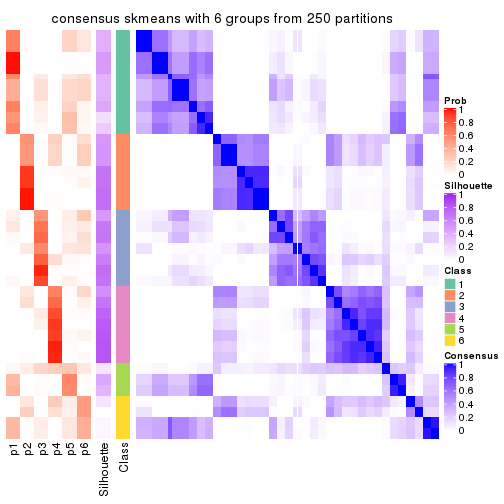 consensus skmeans with 6 groups from 250 partitions
Prob
1
0.8
0.6
0.4
0.2
0
Silhouette
1
0.8
0.6
0.4
0.2
0
Class
1
2
3
4
5
6
Consensus
1
0.8
0.6
0.4
0.2
0
p1
p2
p3
p4
p5
p6
Silhouette
Class